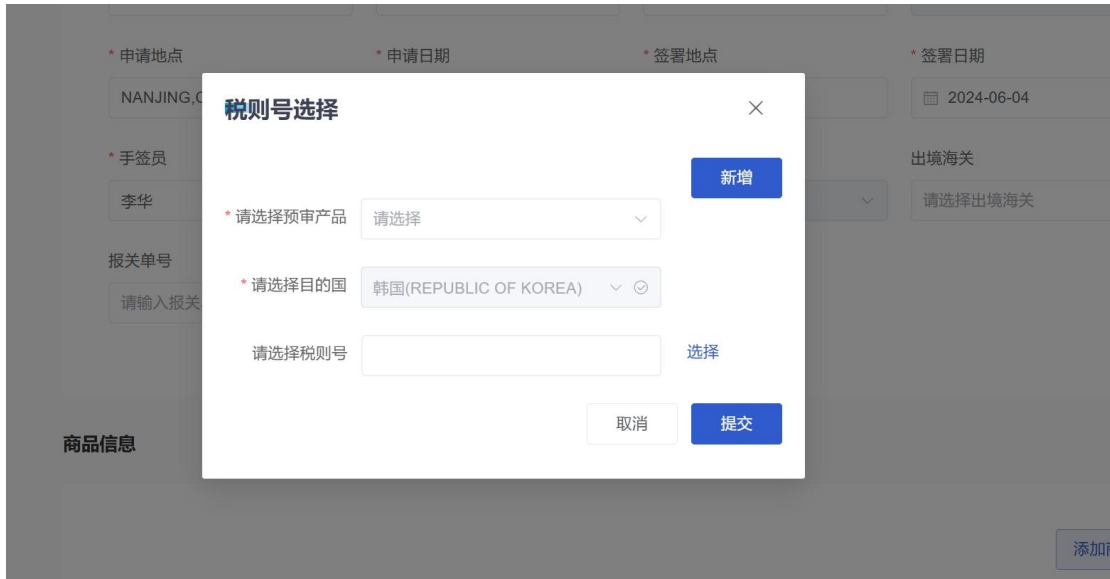 * 申请地点
* 申请日期
* 签署地点
* 签署日期
NANJING,C
2024-06-04
税则号选择
* 手签员
出境海关
新增
李华
请选择出境海关
* 请选择预审产品
请选择
报关单号
* 请选择目的国
韩国(REPUBLIC OF KOREA)
请输入报关
请选择税则号
选择
取消
提交
商品信息
添加